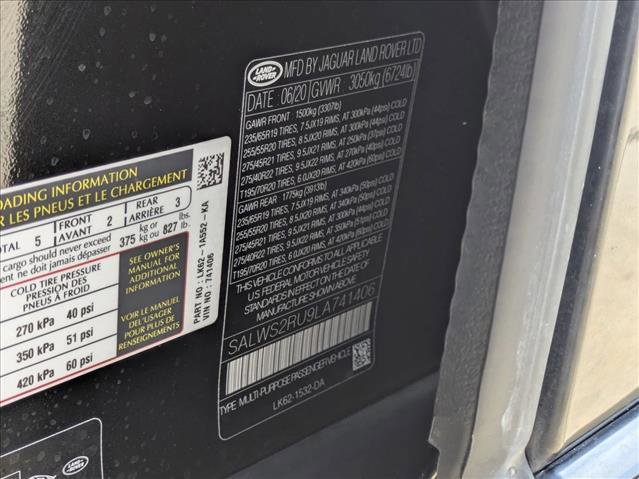 LAND ROVER
MFD BY JAGUAR LAND ROVER LTD
DATE 06/20 GVWR 3050kg (6724lb)
GAWR FRONT 1500kg (3307lb)
235/65R19 TIRES, 7.5JX19 RIMS, AT 300kPa (44psi) COLD
255/55R20 TIRES, 8.5JX20 RIMS, AT 300kPa (44psi) COLD
275/45R21 TIRES, 9.5JX21 RIMS, AT 250kPa (37psi) COLD
275/40R22 TIRES, 9.5JX22 RIMS, AT 270kPa (40psi) COLD
T195/70R20 TIRES, 6.0JX20 RIMS, AT 420kPa (60psi) COLD
GAWR REAR 1775kg (3913lb)
235/65R19 TIRES, 7.5JX19 RIMS, AT 340kPa (50psi) COLD
255/55R20 TIRES, 8.5JX20 RIMS, AT 340kPa (50psi) COLD
275/45R21 TIRES, 9.5JX21 RIMS, AT 300kPa (44psi) COLD
275/40R22 TIRES, 9.5JX22 RIMS, AT 350kPa (51psi) COLD
T195/70R20 TIRES, 6.0JX20 RIMS, AT 420kPa (60psi) COLD
THIS VEHICLE CONFORMS TO ALL APPLICABLE
U.S. FEDERAL MOTOR VEHICLE SAFETY
STANDARDS IN EFFECT ON THE DATE OF
MANUFACTURE SHOWN ABOVE.
SALWS2RU9LA741406
TYPE: MULTI-PURPOSE PASSENGER VEHICLE
LK62-1532-DA
LOADING INFORMATION
LES PNEUS ET LE CHARGEMENT
TOTAL 5 FRONT AVANT 2 REAR ARRIÈRE 3
cargo should never exceed 375 kg or 827 lbs.
ne doit jamais dépasser kg ou lb.
COLD TIRE PRESSURE
PRESSION DES
PNEUS À FROID
270 kPa 40 psi
350 kPa 51 psi
420 kPa 60 psi
SEE OWNER'S
MANUAL FOR
ADDITIONAL
INFORMATION
VOIR LE MANUEL
DE L'USAGER
POUR PLUS DE
RENSEIGNEMENTS
PART NO : LK62-1A552-KA
VIN NO : 741406
LAND ROVER